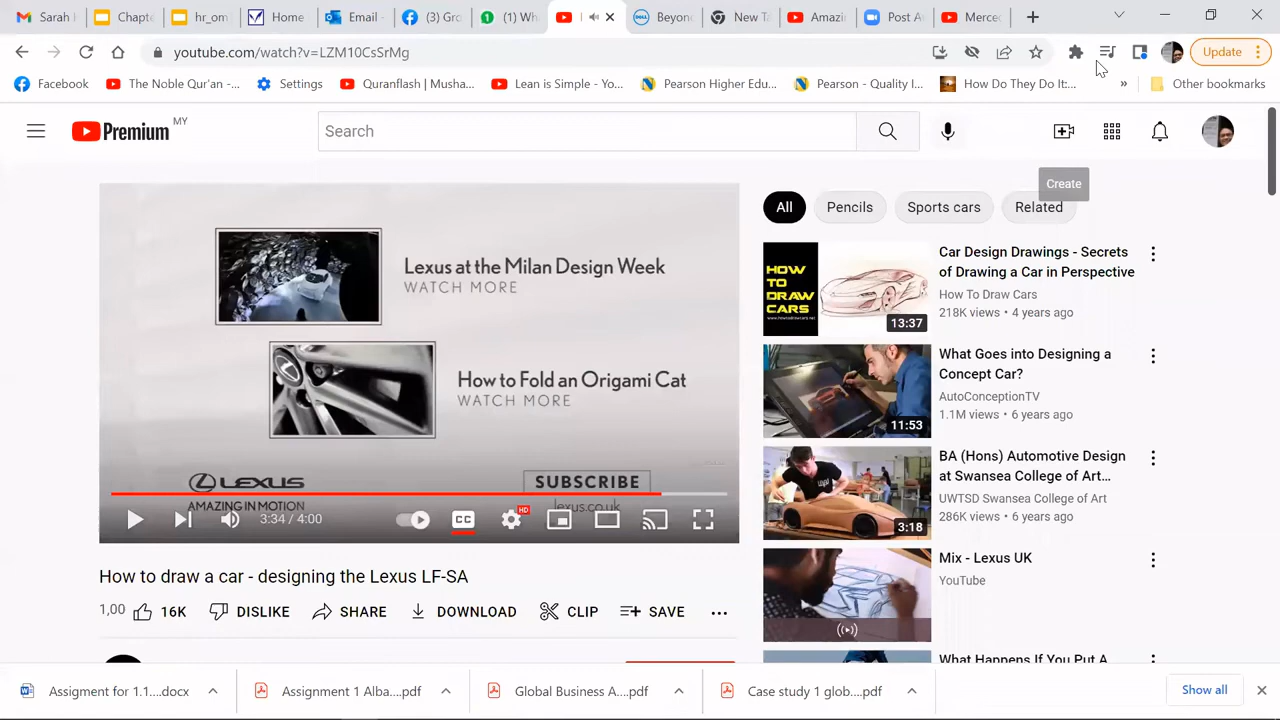 Sarah
Chapte
hr_om
Home
Email -
(3) Gro
Beyon
New T
Amazi
Post A
Merced
youtube.com/watch?v=LZM10CsSrMg
Update
Facebook
The Noble Qur'an -...
Settings
Quranflash | Musha...
Lean is Simple - Yo...
Pearson Higher Edu...
Pearson - Quality I...
How Do They Do It:...
»
Other bookmarks
Premium MY
Search
Create
All
Pencils
Sports cars
Related
Lexus at the Milan Design Week
WATCH MORE
How to Fold an Origami Cat
WATCH MORE
LEXUS
AMAZING IN MOTION
SUBSCRIBE
lexus.co.uk
3:34 / 4:00
CC
HD
How to draw a car - designing the Lexus LF-SA
1,00
16K
DISLIKE
SHARE
DOWNLOAD
CLIP
SAVE
HOW
TO
DRAW
CARS
13:37
Car Design Drawings - Secrets
of Drawing a Car in Perspective
How To Draw Cars
218K views • 4 years ago
11:53
What Goes into Designing a
Concept Car?
AutoConceptionTV
1.1M views • 6 years ago
3:18
BA (Hons) Automotive Design
at Swansea College of Art...
UWTSD Swansea College of Art
286K views • 6 years ago
Mix - Lexus UK
YouTube
What Happens If You Put A
Assigment for 1.1....docx
Assignment 1 Alba....pdf
Global Business A....pdf
Case study 1 glob....pdf
Show all